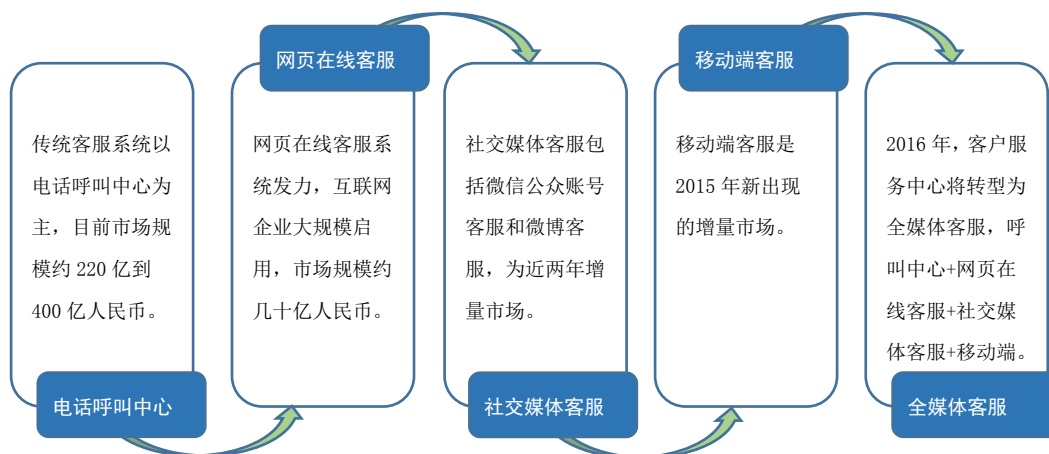 电话呼叫中心
传统客服系统以
电话呼叫中心为
主，目前市场规
模约 220 亿到
400 亿人民币。
网页在线客服
网页在线客服系
统发力，互联网
企业大规模启
用，市场规模约
几十亿人民币。
社交媒体客服
社交媒体客服包
括微信公众账号
客服和微博客
服，为近两年增
量市场。
移动端客服
移动端客服是
2015 年新出现
的增量市场。
全媒体客服
2016 年，客户服
务中心将转型为
全媒体客服，呼
叫中心+网页在
线客服+社交媒
体客服+移动端。